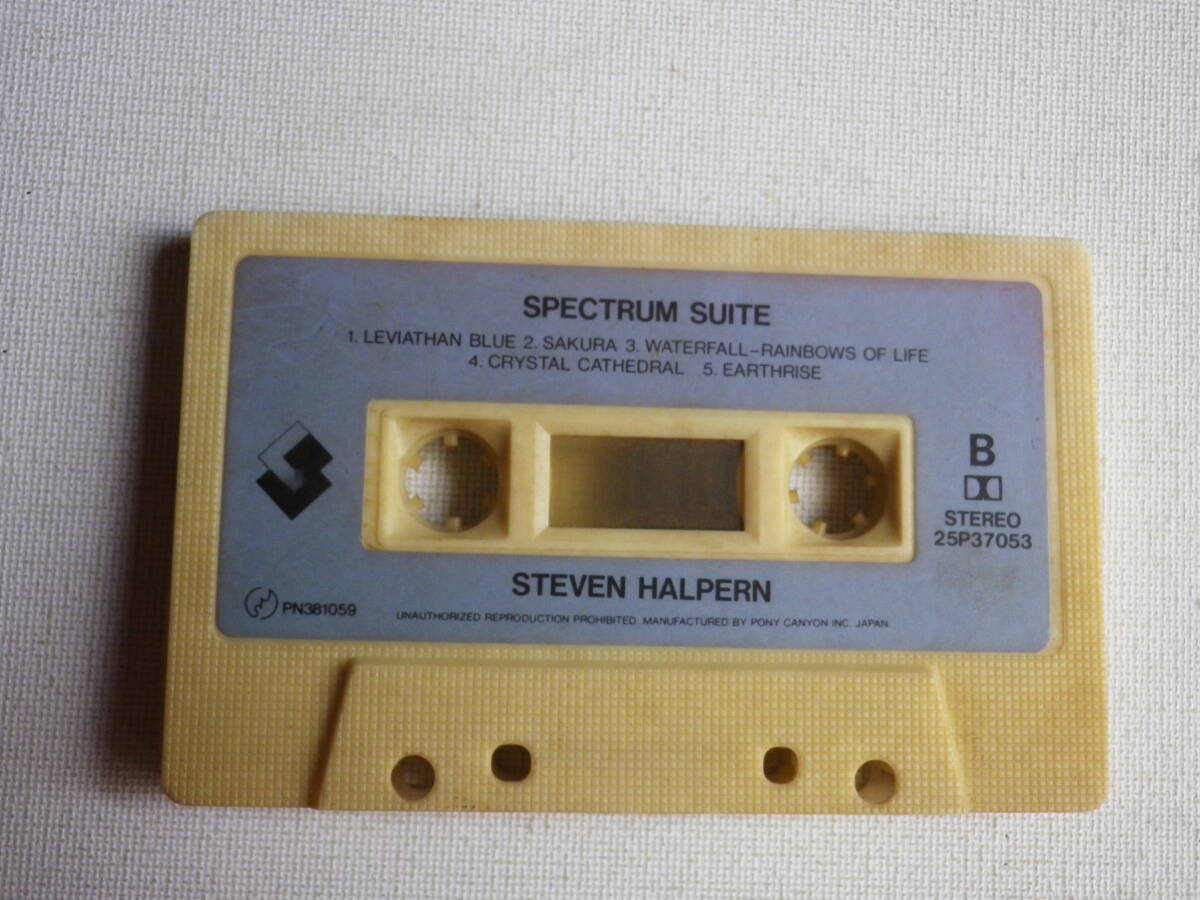 SPECTRUM SUITE
1. LEVIATHAN BLUE 2. SAKURA 3. WATERFALL–RAINBOWS OF LIFE
4. CRYSTAL CATHEDRAL 5. EARTHRISE
B
STEREO
25P37053
STEVEN HALPERN
PN381059
UNAUTHORIZED REPRODUCTION PROHIBITED. MANUFACTURED BY PONY CANYON INC. JAPAN.